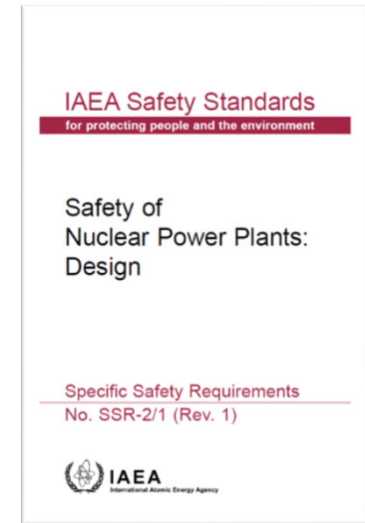 IAEA Safety Standards
for protecting people and the environment
Safety of
Nuclear Power Plants:
Design
Specific Safety Requirements
No. SSR-2/1 (Rev. 1)
IAEA
International Atomic Energy Agency